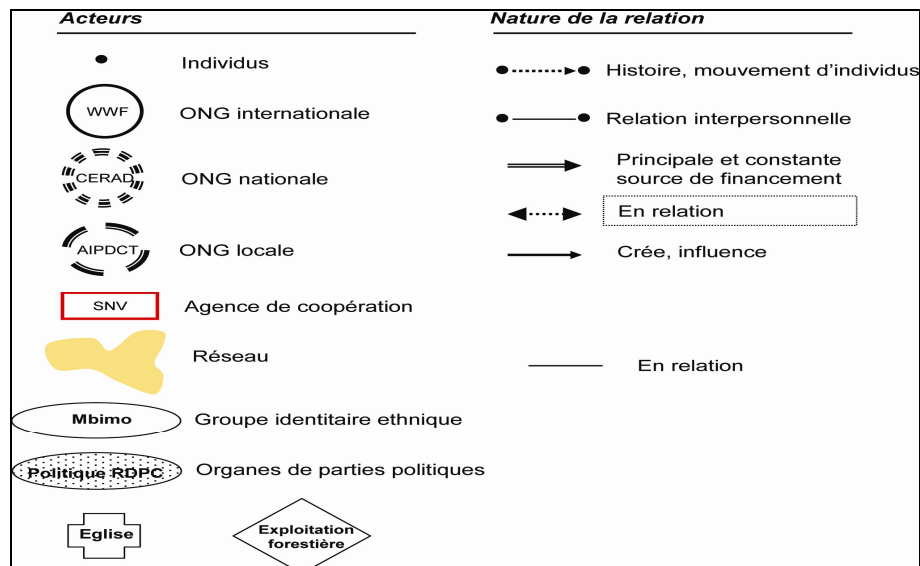 Acteurs
Individus
WWF
ONG internationale
CERAD
ONG nationale
AIPDCT
ONG locale
SNV
Agence de coopération
Réseau
Mbimo
Groupe identitaire ethnique
Politique RDPC
Organes de parties politiques
Eglise
Exploitation
forestière
Nature de la relation
Histoire, mouvement d'individus
Relation interpersonnelle
Principale et constante
source de financement
En relation
Crée, influence
En relation